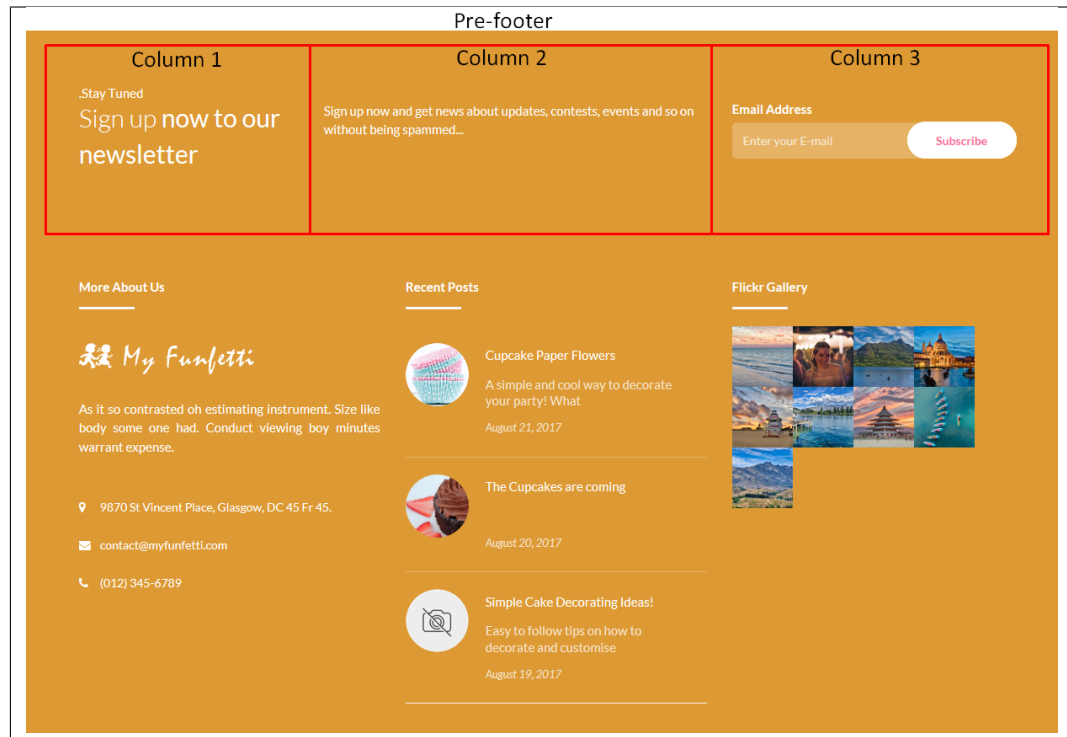 Pre-footer
Column 1
Column 2
Column 3
.Stay Tuned
Sign up now to our
newsletter
Sign up now and get news about updates, contests, events and so on
without being spammed...
Email Address
Enter your E-mail
Subscribe
More About Us
My Funfetti
As it so contrasted oh estimating instrument. Size like
body some one had. Conduct viewing boy minutes
warrant expense.
9870 St Vincent Place, Glasgow, DC 45 Fr 45.
contact@myfunfetti.com
(012) 345-6789
Recent Posts
Cupcake Paper Flowers
A simple and cool way to decorate
your party! What
August 21, 2017
The Cupcakes are coming
August 20, 2017
Simple Cake Decorating Ideas!
Easy to follow tips on how to
decorate and customise
August 19, 2017
Flickr Gallery